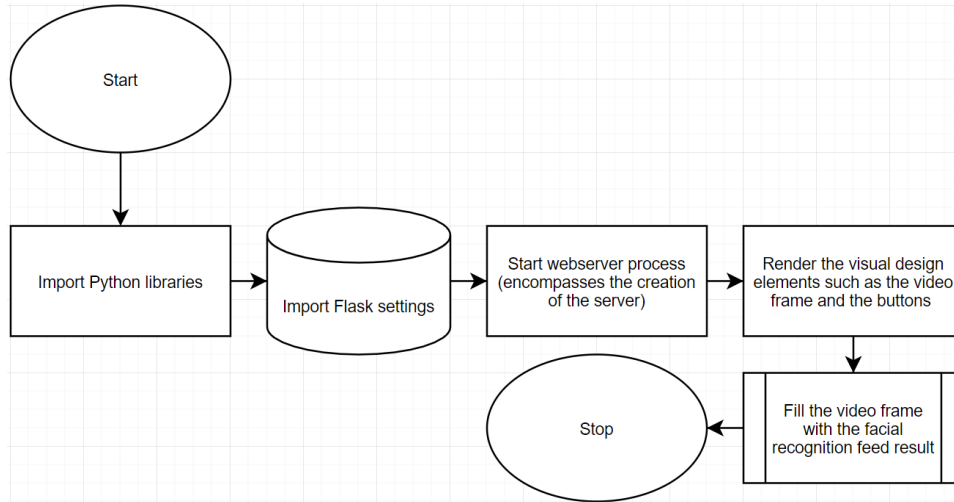 Start
Import Python libraries
Import Flask settings
Start webserver process
(encompasses the creation
of the server)
Render the visual design
elements such as the video
frame and the buttons
Fill the video frame
with the facial
recognition feed result
Stop